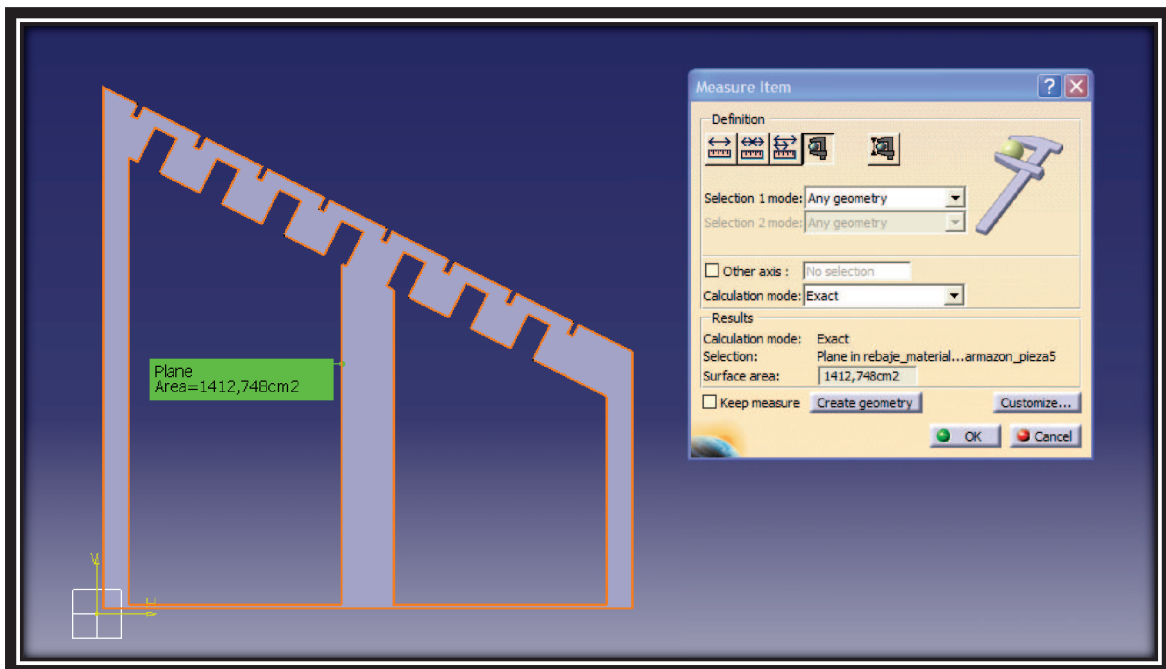 Measure Item
Definition
Selection 1 mode: Any geometry
Selection 2 mode: Any geometry
Other axis : No selection
Calculation mode: Exact
Results
Calculation mode: Exact
Selection: Plane in rebaje_material...armazon_pieza5
Surface area: 1412,748cm2
Keep measure Create geometry Customize...
OK Cancel
Plane
Area=1412,748cm2